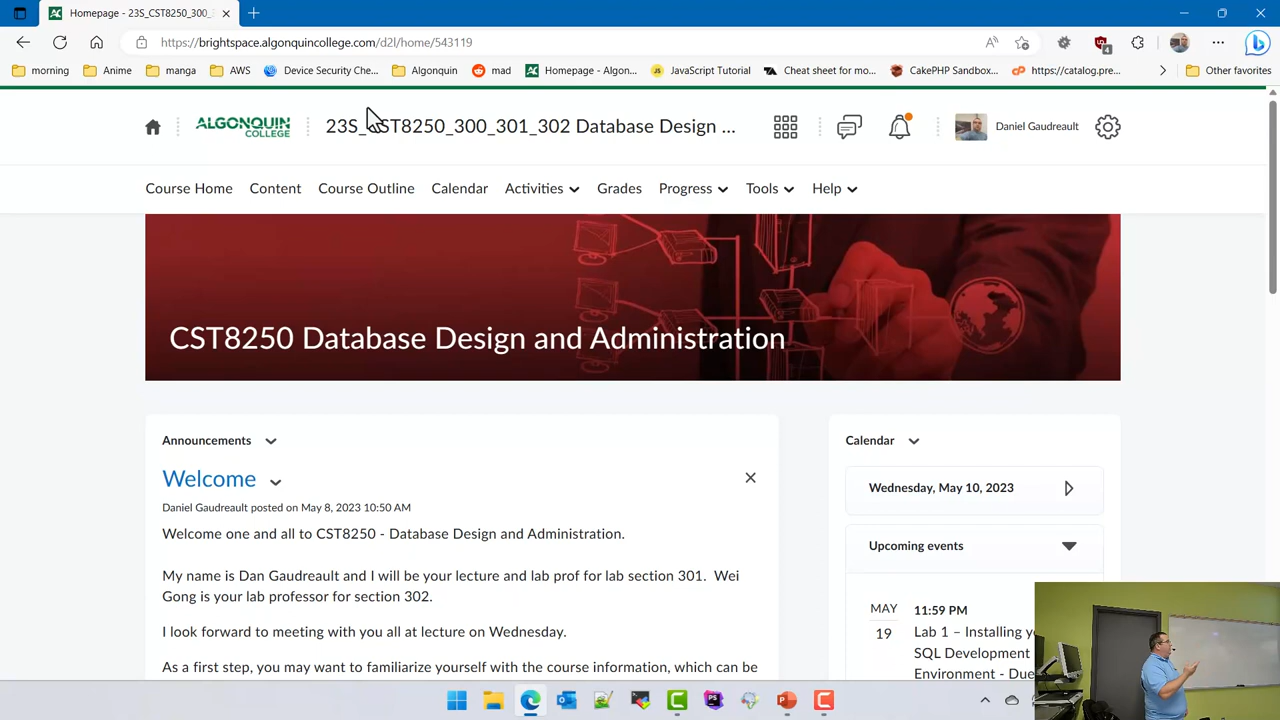 Homepage - 23S_CST8250_300_
https://brightspace.algonquincollege.com/d2l/home/543119
4
morning Anime manga AWS Device Security Che... Algonquin mad Homepage - Algon... JavaScript Tutorial Cheat sheet for mo... CakePHP Sandbox... https://catalog.pre... Other favorites
ALGONQUIN COLLEGE 23S_CST8250_300_301_302 Database Design ... Daniel Gaudreault
Course Home Content Course Outline Calendar Activities Grades Progress Tools Help
CST8250 Database Design and Administration
Announcements
Welcome
Daniel Gaudreault posted on May 8, 2023 10:50 AM
Welcome one and all to CST8250 - Database Design and Administration.
My name is Dan Gaudreault and I will be your lecture and lab prof for lab section 301. Wei
Gong is your lab professor for section 302.
I look forward to meeting with you all at lecture on Wednesday.
As a first step, you may want to familiarize yourself with the course information, which can be
Calendar
Wednesday, May 10, 2023
Upcoming events
MAY 19
11:59 PM
Lab 1 – Installing y
SQL Development
Environment - Due